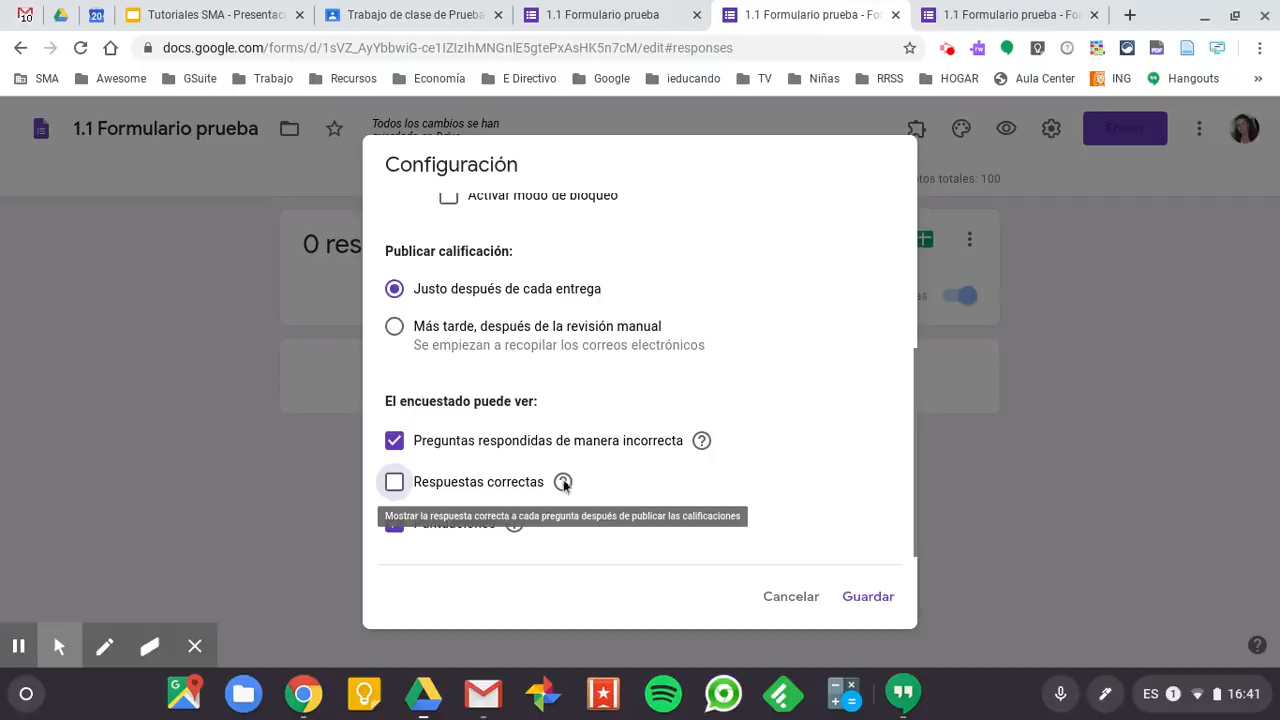 Tutoriales SMA - Presentaci
Trabajo de clase de Prueba
1.1 Formulario prueba
1.1 Formulario prueba - Fo
1.1 Formulario prueba - Fo
docs.google.com/forms/d/1sVZ_AyYbbwiG-ce1IZIzIhMNGnlE5gtePxAsHK5n7cM/edit#responses
SMA Awesome GSuite Trabajo Recursos Economía E Directivo Google ieducando TV Niñas RRSS HOGAR Aula Center ING Hangouts »
1.1 Formulario prueba
Todos los cambios se han
Enviar
ntos totales: 100
0 res
as
Configuración
Activar modo de bloqueo
Publicar calificación:
Justo después de cada entrega
Más tarde, después de la revisión manual
Se empiezan a recopilar los correos electrónicos
El encuestado puede ver:
Preguntas respondidas de manera incorrecta
Respuestas correctas
Mostrar la respuesta correcta a cada pregunta después de publicar las calificaciones
Puntuaciones
Cancelar Guardar
ES 1 16:41